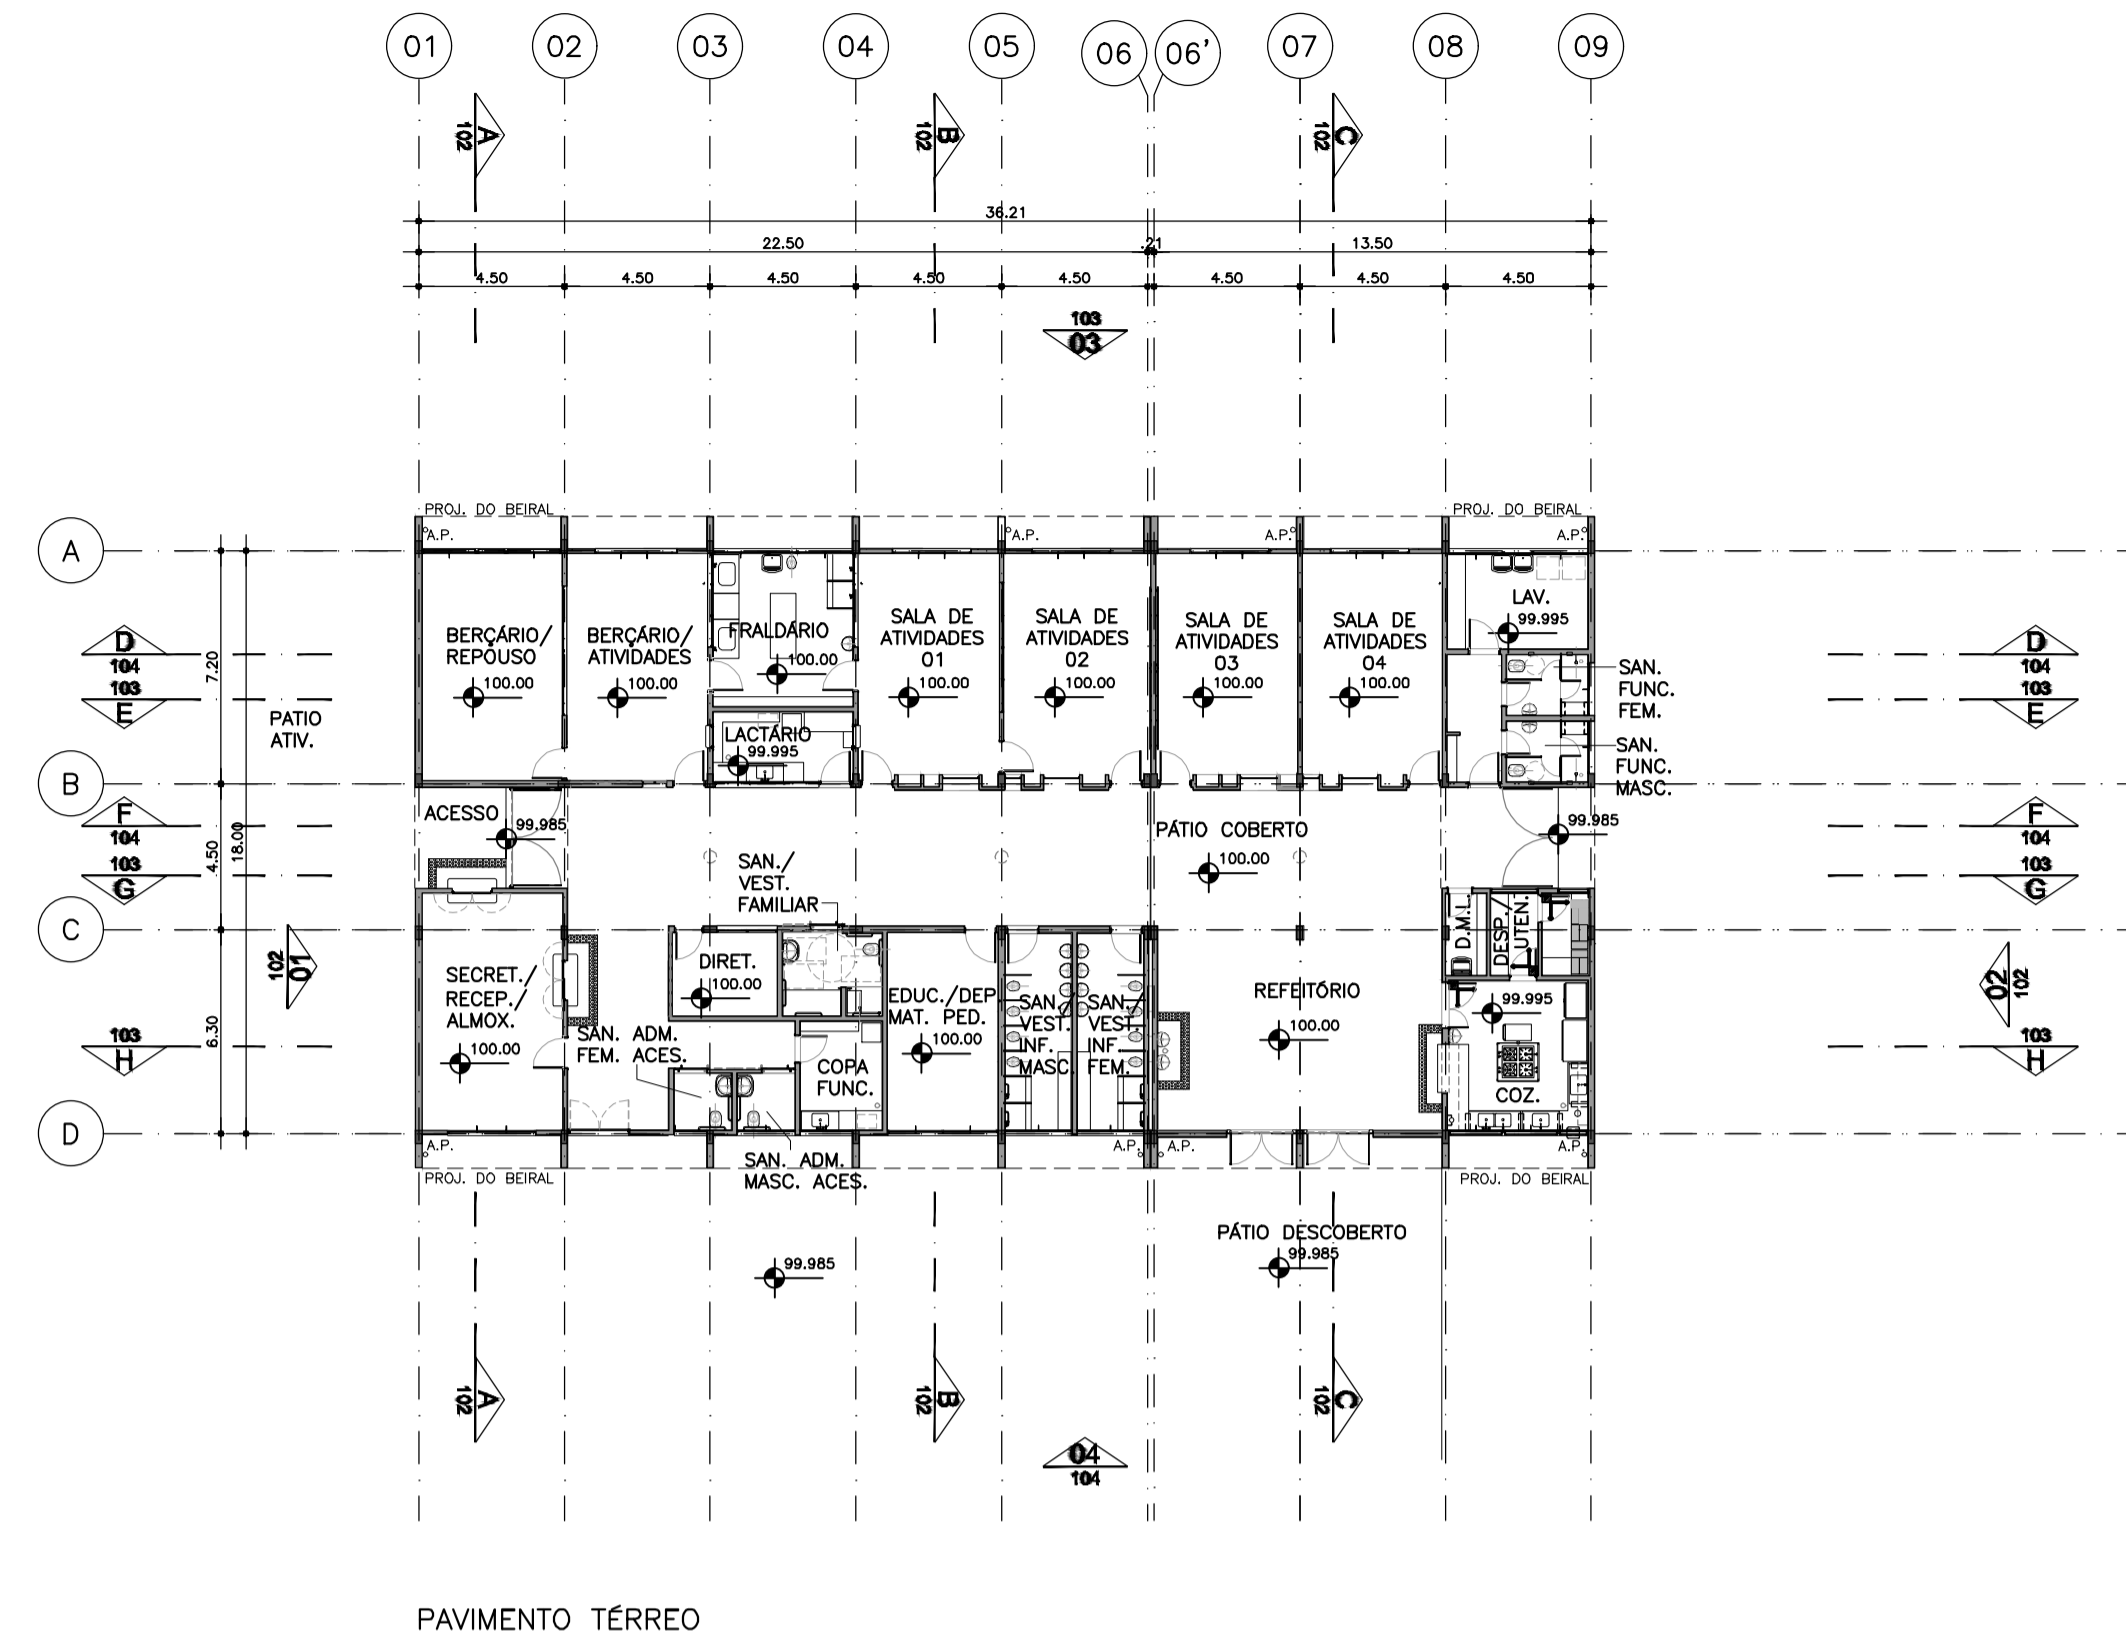 01 02 03 04 05 06 06' 07 08 09
A 102
B 102
C 102
36.21
22.50 .21 13.50
4.50 4.50 4.50 4.50 4.50 4.50 4.50 4.50
103
03
PROJ. DO BEIRAL
PROJ. DO BEIRAL
A.P.
A.P.
A.P.
A.P.
A
B
C
D
7.20
4.50
6.30
18.00
D
104
103
E
F
104
103
G
103
H
102
01
PATIO
ATIV.
BERÇÁRIO/
REPOUSO
100.00
BERÇÁRIO/
ATIVIDADES
100.00
FRALDÁRIO
100.00
LACTÁRIO
99.995
SALA DE
ATIVIDADES
01
100.00
SALA DE
ATIVIDADES
02
100.00
SALA DE
ATIVIDADES
03
100.00
SALA DE
ATIVIDADES
04
100.00
LAV.
99.995
SAN.
FUNC.
FEM.
SAN.
FUNC.
MASC.
D
104
103
E
F
104
103
G
103
H
02
102
ACESSO
99.985
PÁTIO COBERTO
100.00
99.985
SAN./
VEST.
FAMILIAR
SECRET./
RECEP./
ALMOX.
100.00
DIRET.
100.00
SAN. ADM.
FEM. ACES.
COPA
FUNC.
EDUC./DEP
MAT. PED.
100.00
SAN./
VEST.
INF.
MASC.
SAN./
VEST.
INF.
FEM.
REFEITÓRIO
100.00
D.M.L.
DESP./
UTEN.
99.995
COZ.
A.P.
A.P.
A.P.
A.P.
SAN. ADM.
MASC. ACES.
PROJ. DO BEIRAL
PROJ. DO BEIRAL
99.985
PÁTIO DESCOBERTO
99.985
A 102
B 102
C 102
04
104
PAVIMENTO TÉRREO